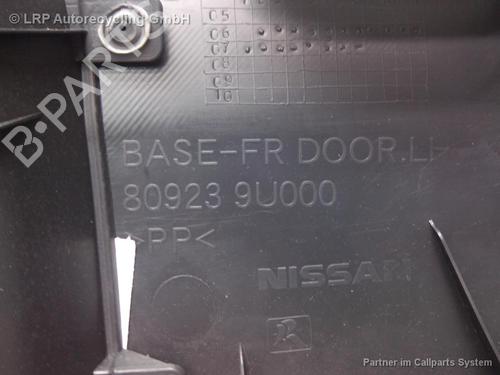 © LRP Autorecycling GmbH
05
06
07
08
09
10
BASE-FR DOOR.LH
80923 9U000
>PP<
NISSAN
Partner im Callparts System